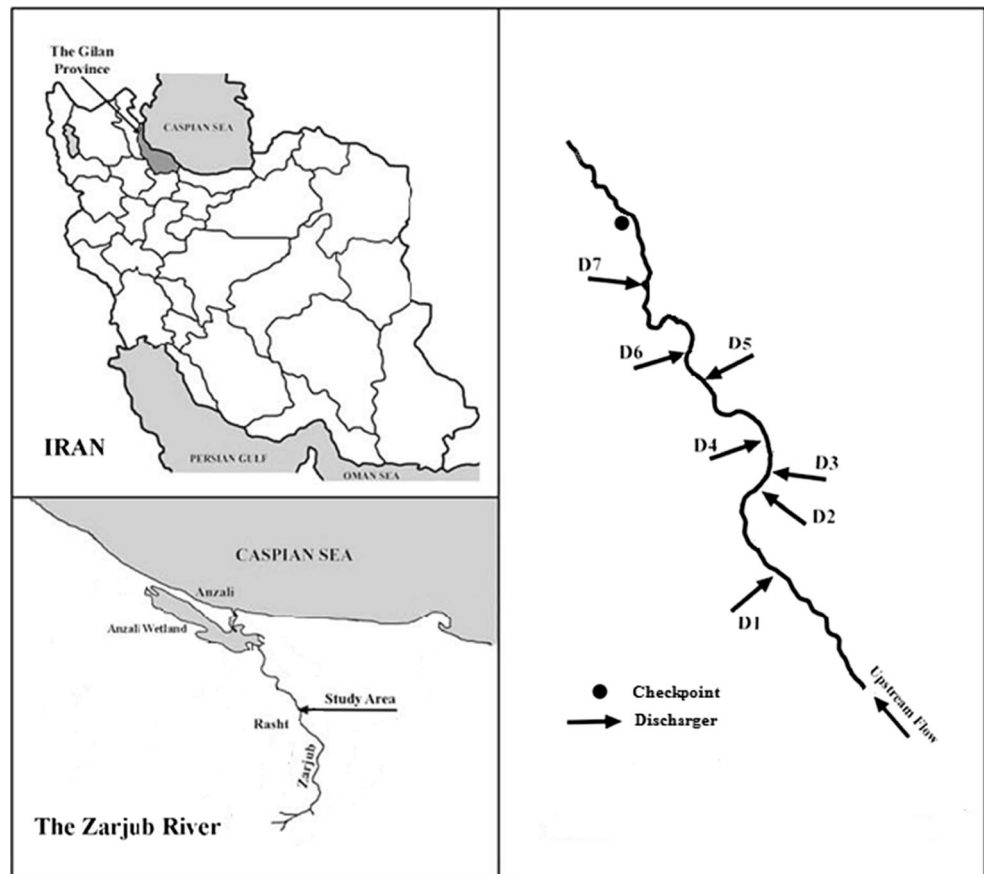 The Gilan
Province
CASPIAN SEA
IRAN
PERSIAN GULF
OMAN SEA
CASPIAN SEA
Anzali
Anzali Wetland
Study Area
Rasht
Zarjub
The Zarjub River
D7
D5
D6
D4
D3
D2
D1
Upstream Flow
Checkpoint
Discharger